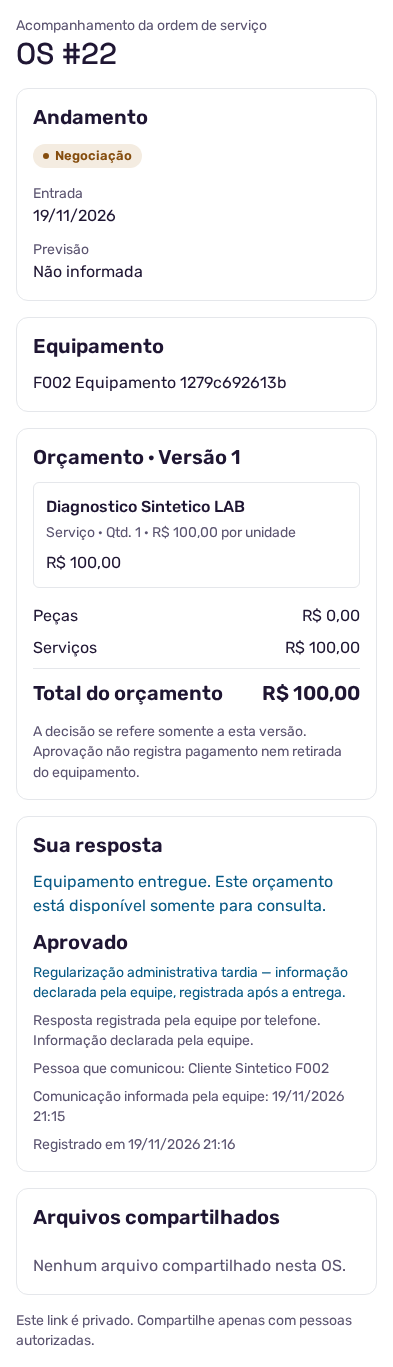 Acompanhamento da ordem de serviço
OS #22
Andamento
Negociação
Entrada
19/11/2026
Previsão
Não informada
Equipamento
F002 Equipamento 1279c692613b
Orçamento • Versão 1
Diagnostico Sintetico LAB
Serviço • Qtd. 1 • R$ 100,00 por unidade
R$ 100,00
Peças R$ 0,00
Serviços R$ 100,00
Total do orçamento R$ 100,00
A decisão se refere somente a esta versão.
Aprovação não registra pagamento nem retirada
do equipamento.
Sua resposta
Equipamento entregue. Este orçamento
está disponível somente para consulta.
Aprovado
Regularização administrativa tardia — informação
declarada pela equipe, registrada após a entrega.
Resposta registrada pela equipe por telefone.
Informação declarada pela equipe.
Pessoa que comunicou: Cliente Sintetico F002
Comunicação informada pela equipe: 19/11/2026
21:15
Registrado em 19/11/2026 21:16
Arquivos compartilhados
Nenhum arquivo compartilhado nesta OS.
Este link é privado. Compartilhe apenas com pessoas
autorizadas.